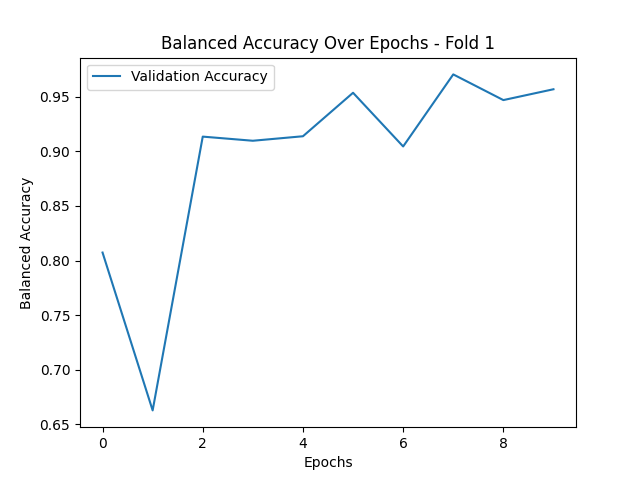 Balanced Accuracy Over Epochs - Fold 1
Validation Accuracy
0.95
0.90
0.85
0.80
0.75
0.70
0.65
Balanced Accuracy
0 2 4 6 8
Epochs